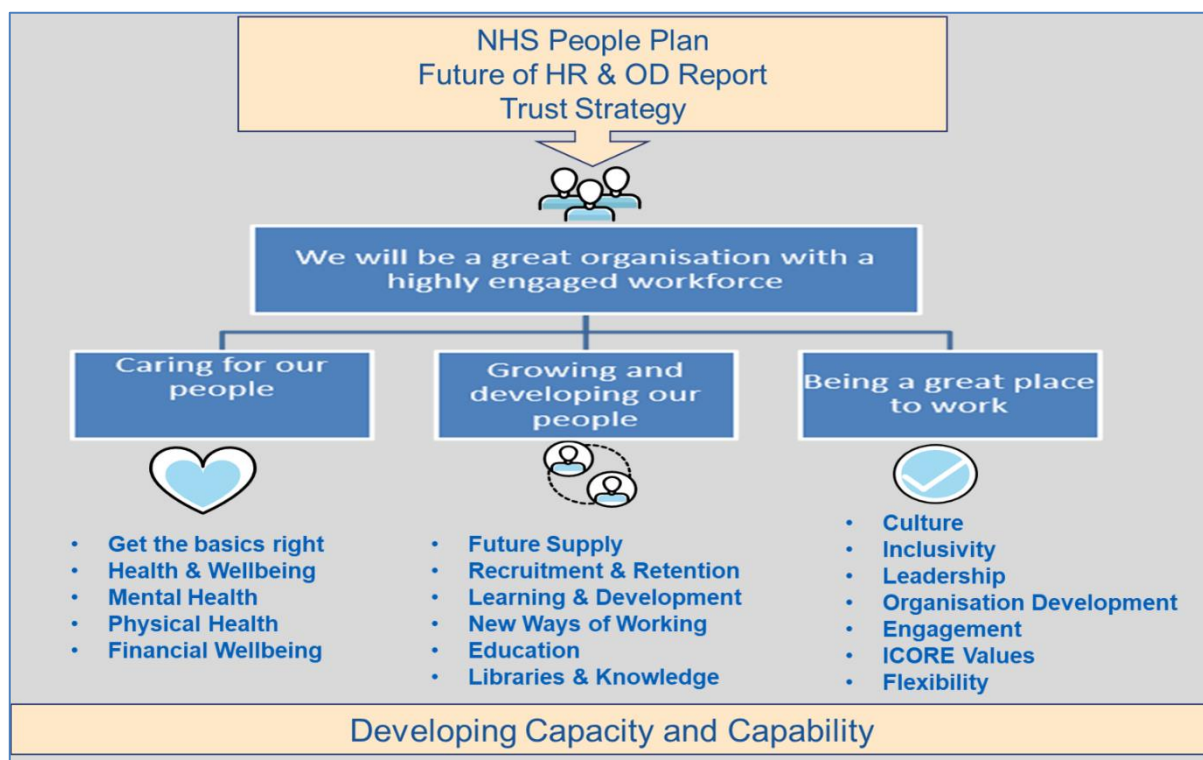 NHS People Plan
Future of HR & OD Report
Trust Strategy
We will be a great organisation with a
highly engaged workforce
Caring for our
people
Growing and
developing our
people
Being a great place
to work
• Get the basics right
• Health & Wellbeing
• Mental Health
• Physical Health
• Financial Wellbeing
• Future Supply
• Recruitment & Retention
• Learning & Development
• New Ways of Working
• Education
• Libraries & Knowledge
• Culture
• Inclusivity
• Leadership
• Organisation Development
• Engagement
• ICORE Values
• Flexibility
Developing Capacity and Capability